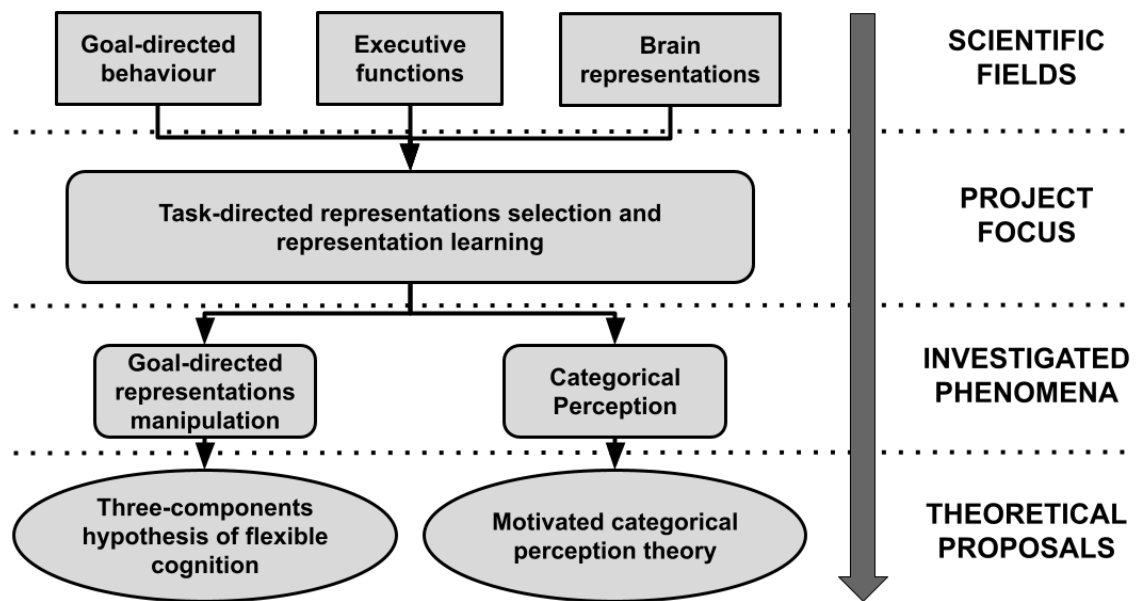 Goal-directed
behaviour
Executive
functions
Brain
representations
SCIENTIFIC
FIELDS
Task-directed representations selection and
representation learning
PROJECT
FOCUS
Goal-directed
representations
manipulation
Categorical
Perception
INVESTIGATED
PHENOMENA
Three-components
hypothesis of flexible
cognition
Motivated categorical
perception theory
THEORETICAL
PROPOSALS